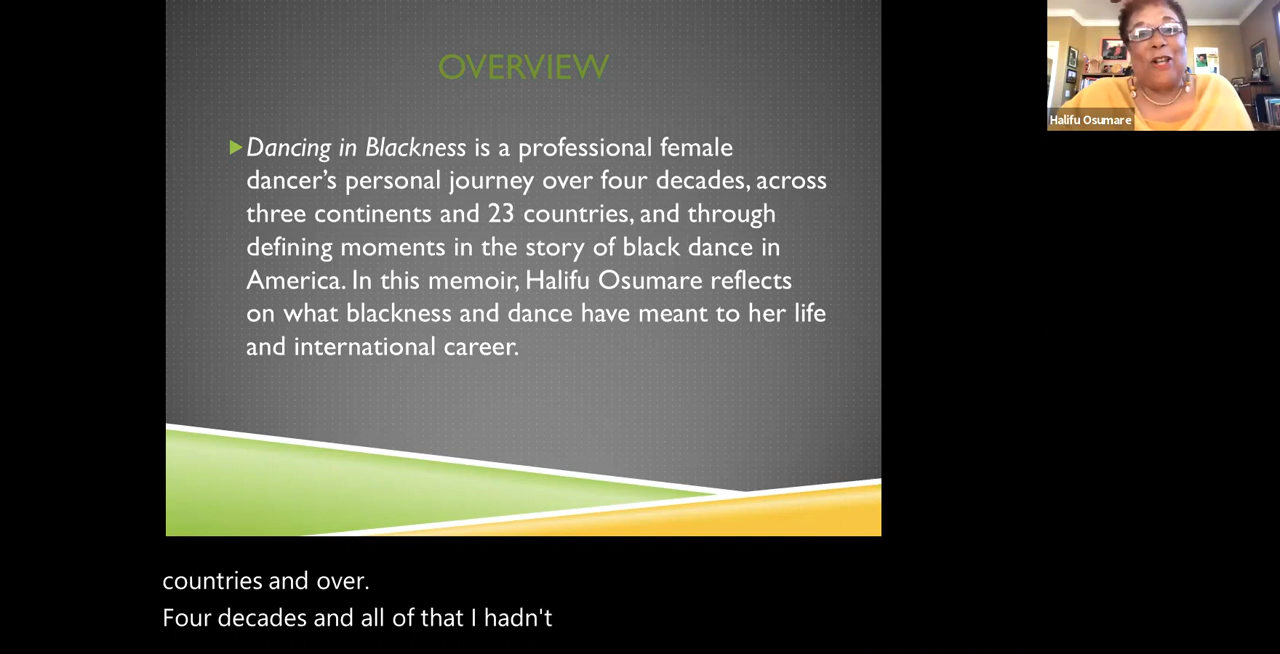 OVERVIEW
Dancing in Blackness is a professional female
dancer’s personal journey over four decades, across
three continents and 23 countries, and through
defining moments in the story of black dance in
America. In this memoir, Halifu Osumare reflects
on what blackness and dance have meant to her life
and international career.
Halifu Osumare
countries and over.
Four decades and all of that I hadn't